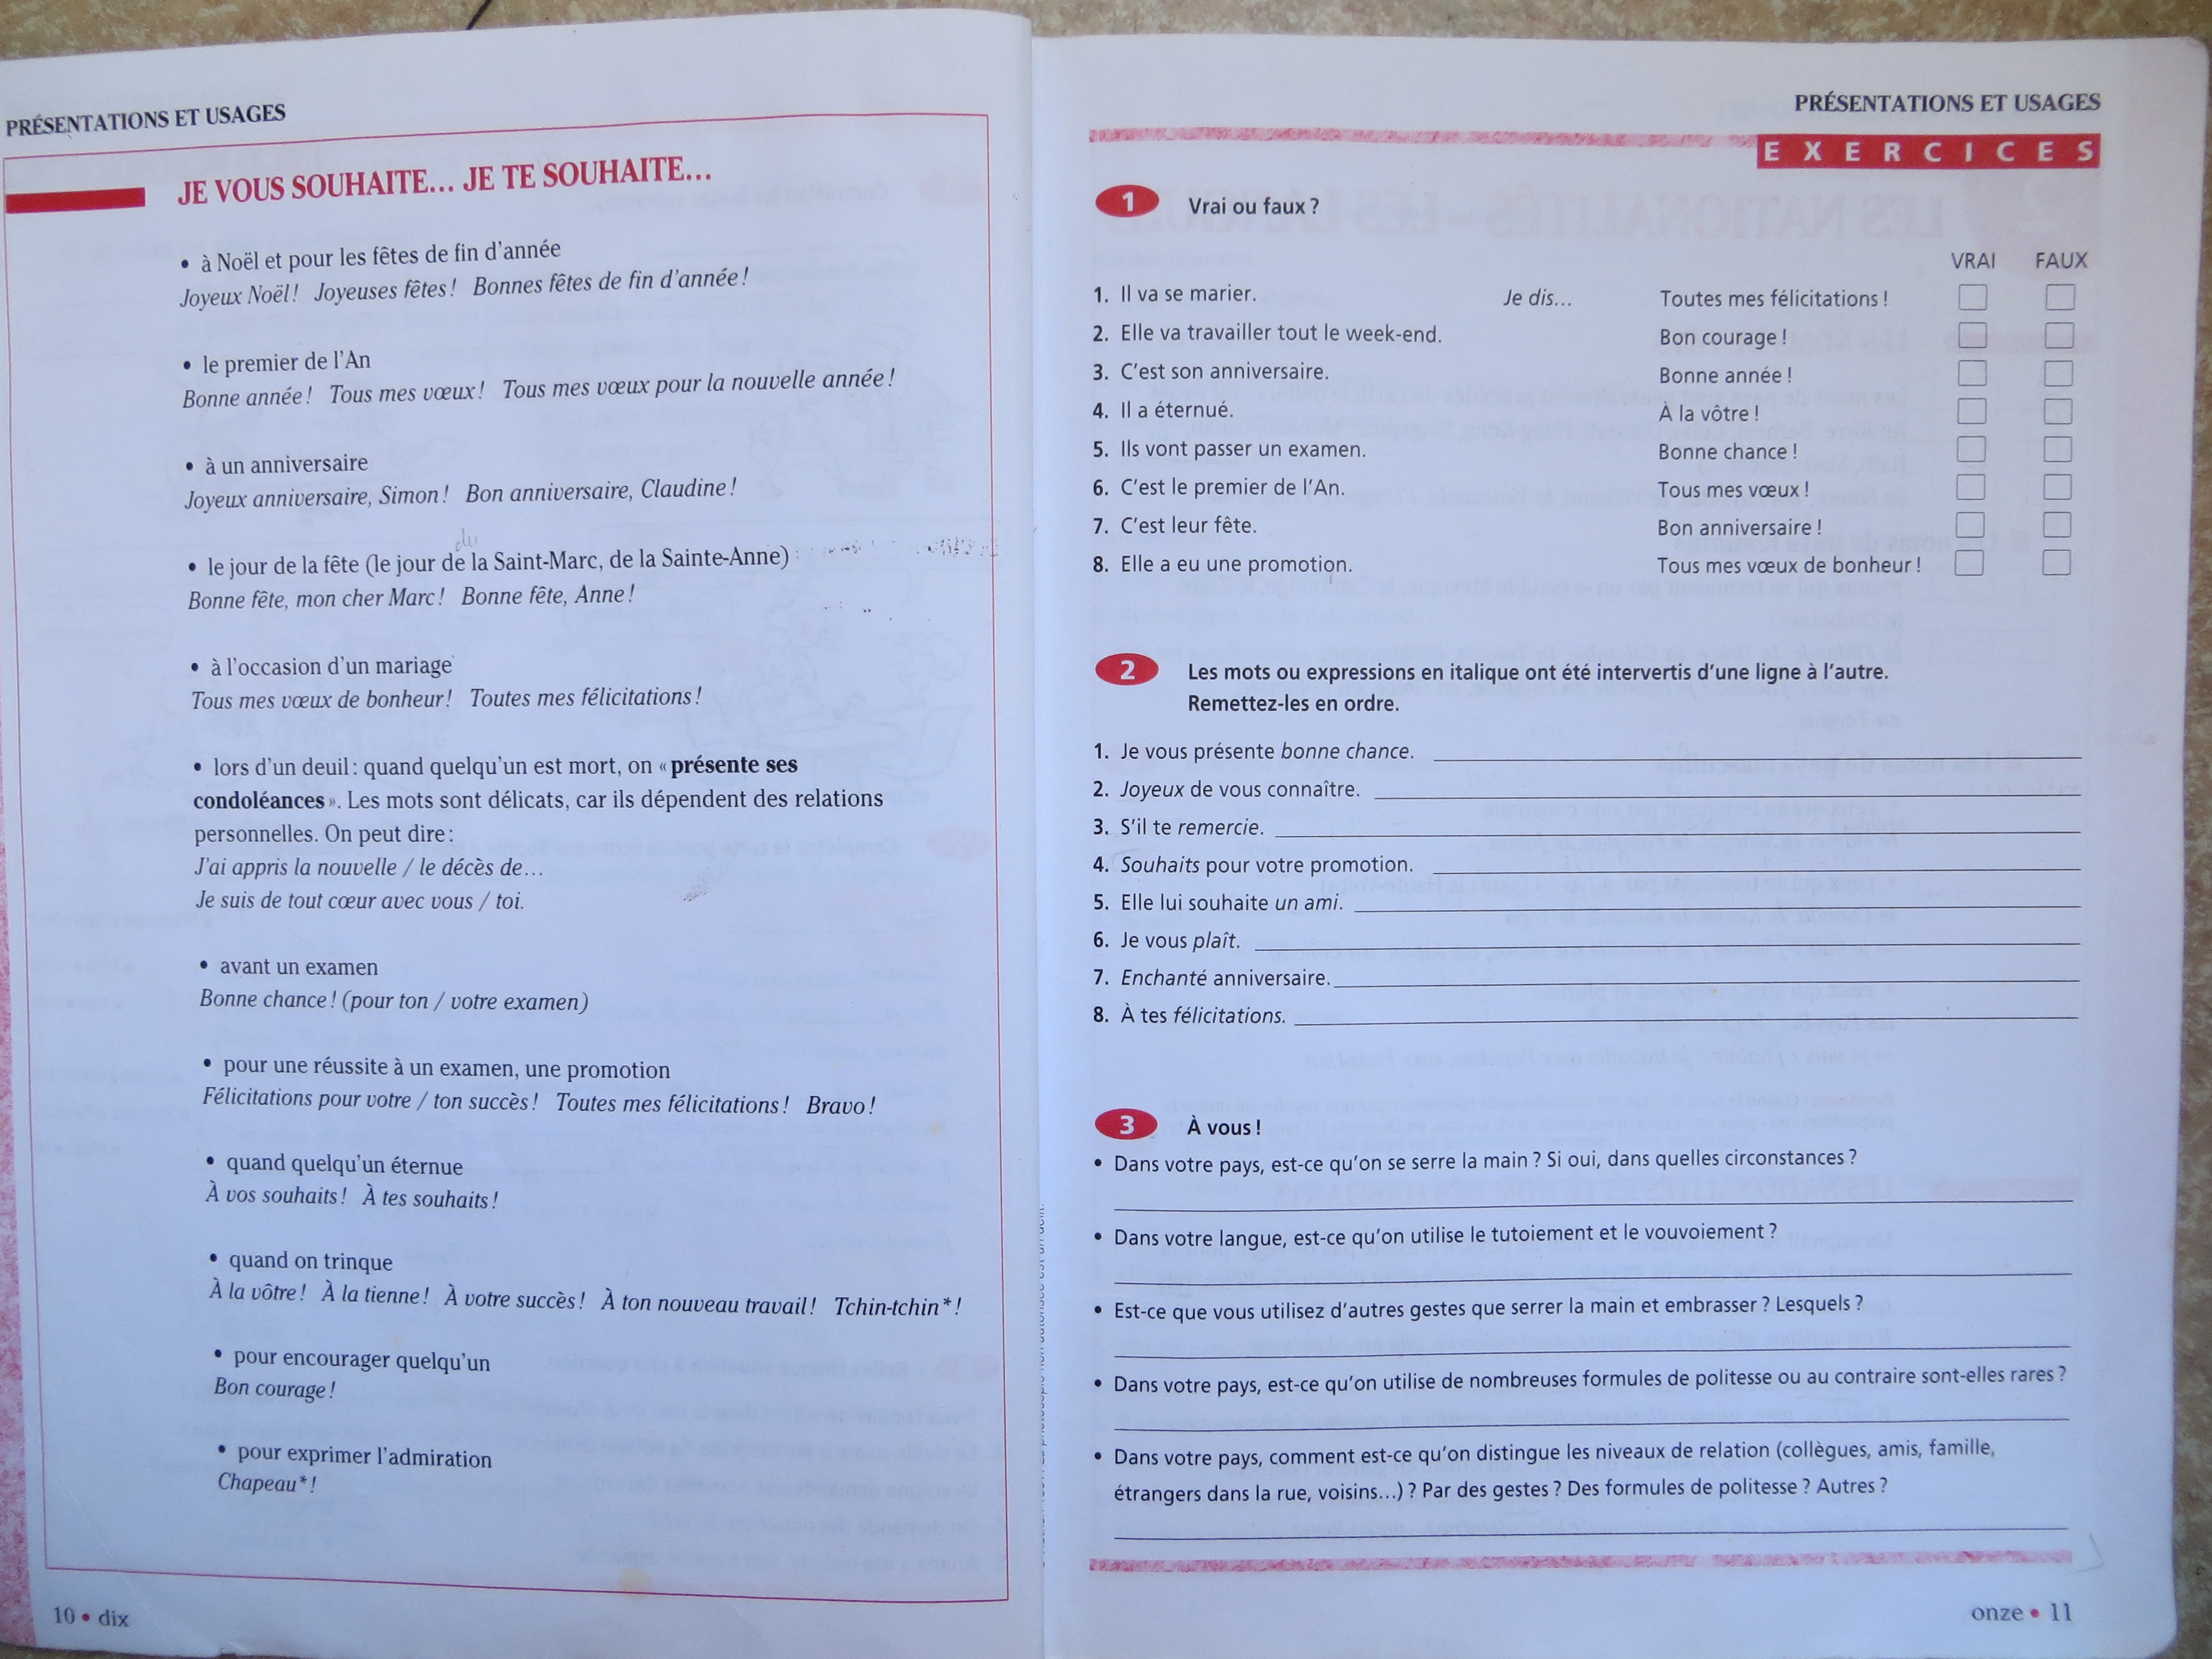 PRÉSENTATIONS ET USAGES
JE VOUS SOUHAITE... JE TE SOUHAITE...
• à Noël et pour les fêtes de fin d'année
Joyeux Noël ! Joyeuses fêtes ! Bonnes fêtes de fin d'année !
• le premier de l'An
Bonne année ! Tous mes vœux ! Tous mes vœux pour la nouvelle année !
• à un anniversaire
Joyeux anniversaire, Simon ! Bon anniversaire, Claudine !
du
• le jour de la fête (le jour de la Saint-Marc, de la Sainte-Anne)
Bonne fête, mon cher Marc ! Bonne fête, Anne !
• à l'occasion d'un mariage
Tous mes vœux de bonheur ! Toutes mes félicitations !
• lors d'un deuil : quand quelqu'un est mort, on « présente ses
condoléances ». Les mots sont délicats, car ils dépendent des relations
personnelles. On peut dire :
J'ai appris la nouvelle / le décès de...
Je suis de tout cœur avec vous / toi.
• avant un examen
Bonne chance ! (pour ton / votre examen)
• pour une réussite à un examen, une promotion
Félicitations pour votre / ton succès ! Toutes mes félicitations ! Bravo !
• quand quelqu'un éternue
À vos souhaits ! À tes souhaits !
• quand on trinque
À la vôtre ! À la tienne ! À votre succès ! À ton nouveau travail ! Tchin-tchin* !
• pour encourager quelqu'un
Bon courage !
• pour exprimer l'admiration
Chapeau* !
10 • dix
PRÉSENTATIONS ET USAGES
EXERCICES
1 Vrai ou faux ?
VRAI FAUX
1. Il va se marier. Je dis... Toutes mes félicitations !
2. Elle va travailler tout le week-end. Bon courage !
3. C'est son anniversaire. Bonne année !
4. Il a éternué. À la vôtre !
5. Ils vont passer un examen. Bonne chance !
6. C'est le premier de l'An. Tous mes vœux !
7. C'est leur fête. Bon anniversaire !
8. Elle a eu une promotion. Tous mes vœux de bonheur !
2 Les mots ou expressions en italique ont été intervertis d'une ligne à l'autre.
Remettez-les en ordre.
1. Je vous présente bonne chance.
2. Joyeux de vous connaître.
3. S'il te remercie.
4. Souhaits pour votre promotion.
5. Elle lui souhaite un ami.
6. Je vous plaît.
7. Enchanté anniversaire.
8. À tes félicitations.
3 À vous !
• Dans votre pays, est-ce qu'on se serre la main ? Si oui, dans quelles circonstances ?
• Dans votre langue, est-ce qu'on utilise le tutoiement et le vouvoiement ?
• Est-ce que vous utilisez d'autres gestes que serrer la main et embrasser ? Lesquels ?
• Dans votre pays, est-ce qu'on utilise de nombreuses formules de politesse ou au contraire sont-elles rares ?
• Dans votre pays, comment est-ce qu'on distingue les niveaux de relation (collègues, amis, famille,
étrangers dans la rue, voisins...) ? Par des gestes ? Des formules de politesse ? Autres ?
onze • 11